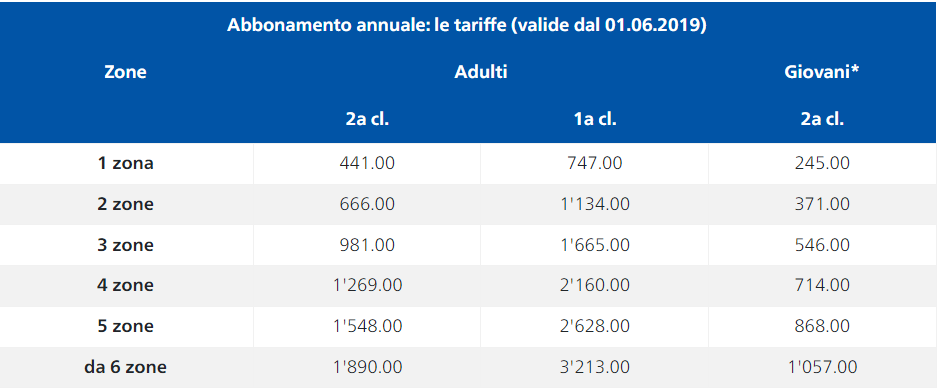 Abbonamento annuale: le tariffe (valide dal 01.06.2019)
Zone Adulti Giovani*
2a cl. 1a cl. 2a cl.
1 zona 441.00 747.00 245.00
2 zone 666.00 1'134.00 371.00
3 zone 981.00 1'665.00 546.00
4 zone 1'269.00 2'160.00 714.00
5 zone 1'548.00 2'628.00 868.00
da 6 zone 1'890.00 3'213.00 1'057.00